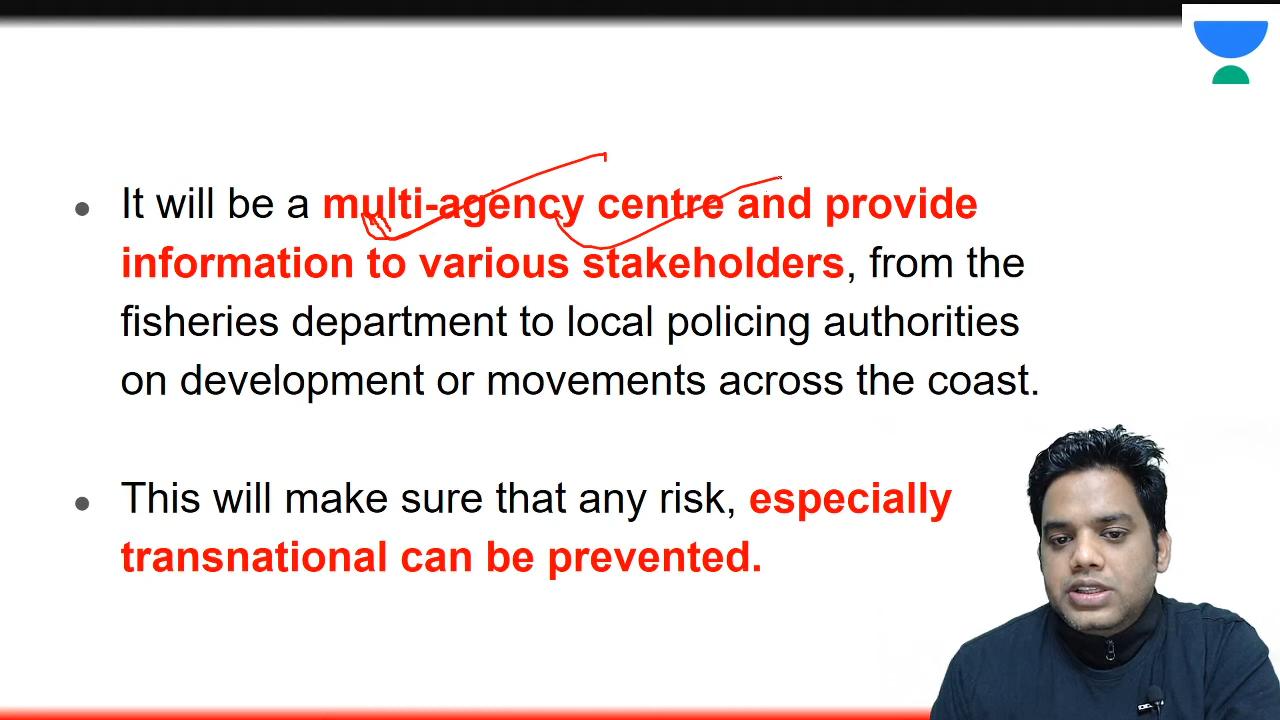 It will be a multi-agency centre and provide
information to various stakeholders, from the
fisheries department to local policing authorities
on development or movements across the coast.
This will make sure that any risk, especially
transnational can be prevented.